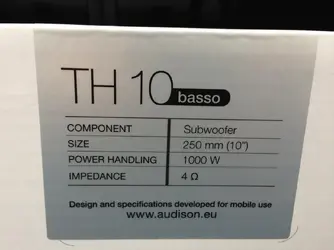 TH 10 basso
COMPONENT Subwoofer
SIZE 250 mm (10")
POWER HANDLING 1000 W
IMPEDANCE 4 Ω
Design and specifications developed for mobile use
www.audison.eu